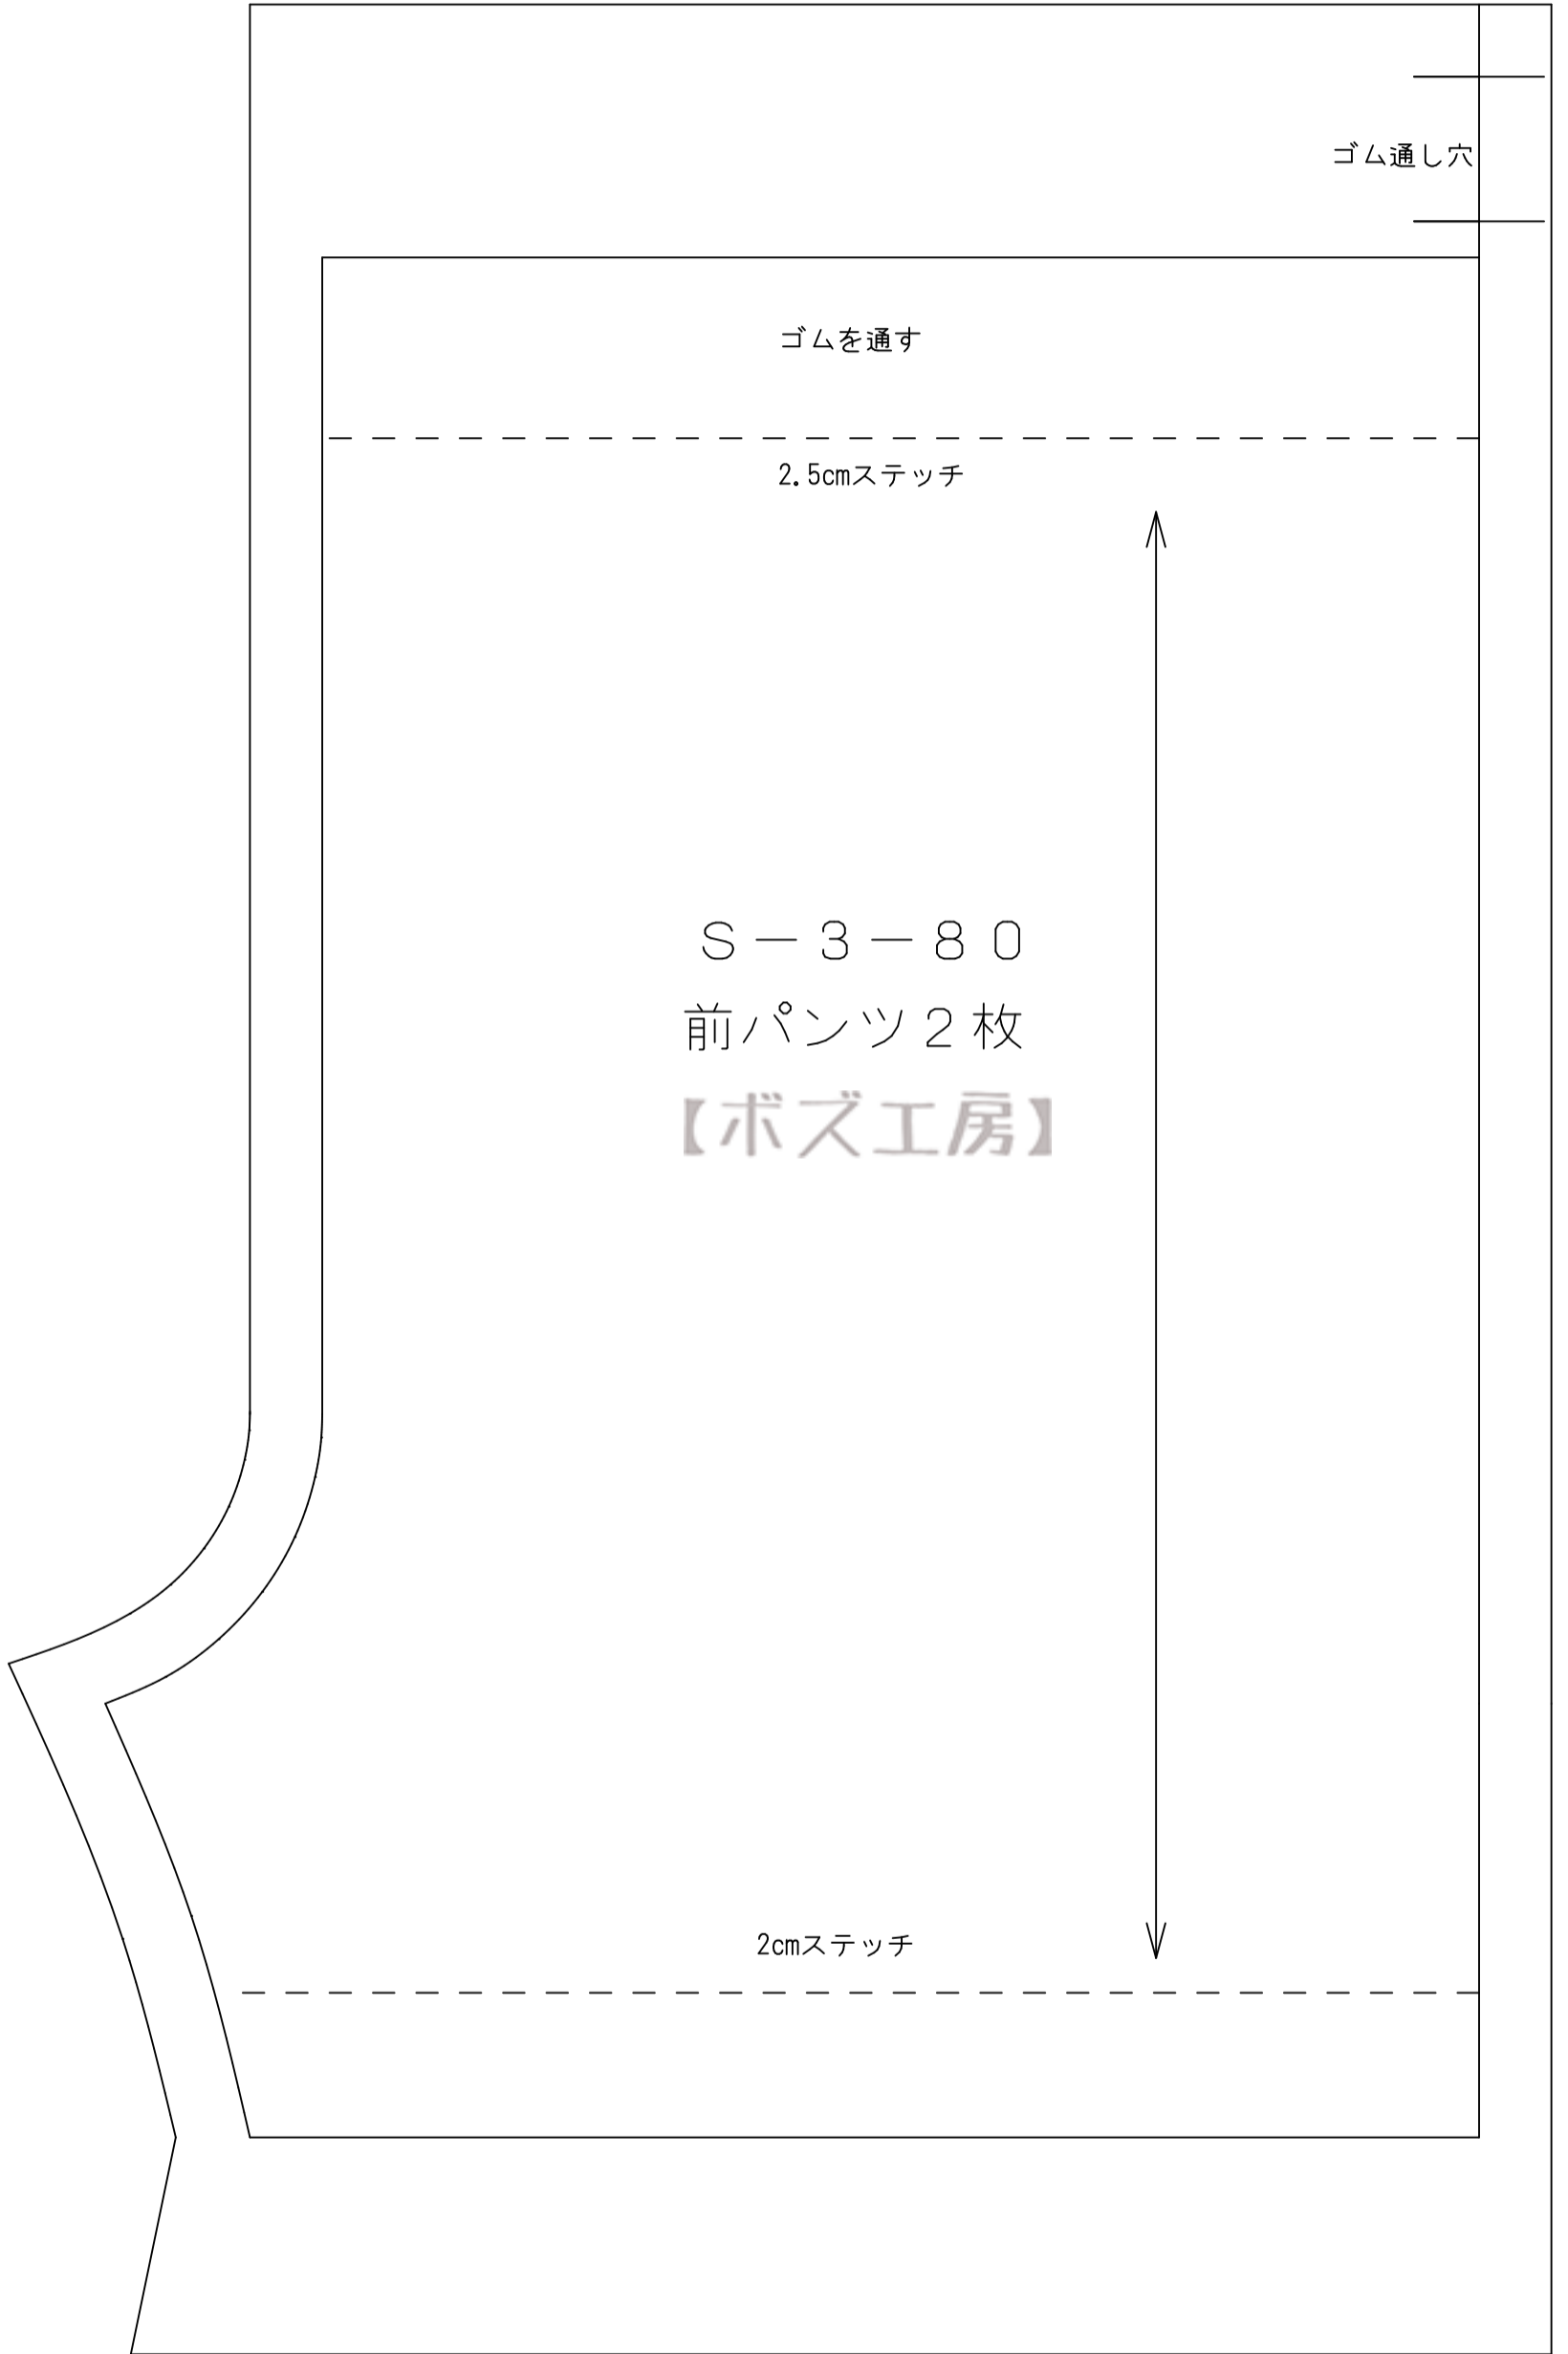 ゴム通し穴
ゴムを通す
2.5cmステッチ
S-3-80
前パンツ2枚
【ボズ工房】
2cmステッチ